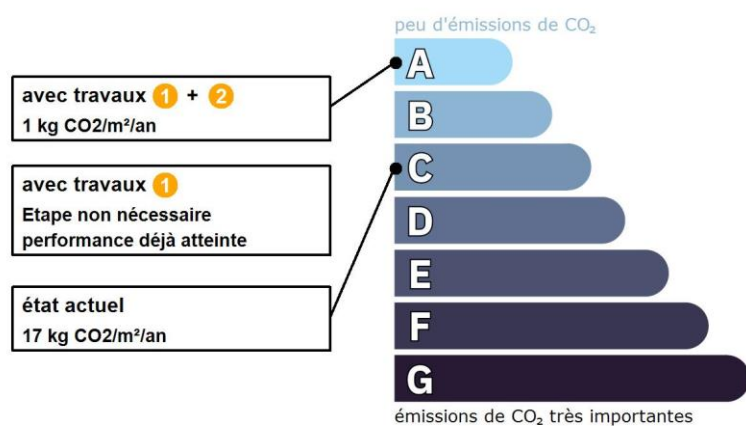 peu d'émissions de CO₂
avec travaux 1 + 2
1 kg CO2/m²/an
avec travaux 1
Etape non nécessaire
performance déjà atteinte
état actuel
17 kg CO2/m²/an
A
B
C
D
E
F
G
émissions de CO₂ très importantes